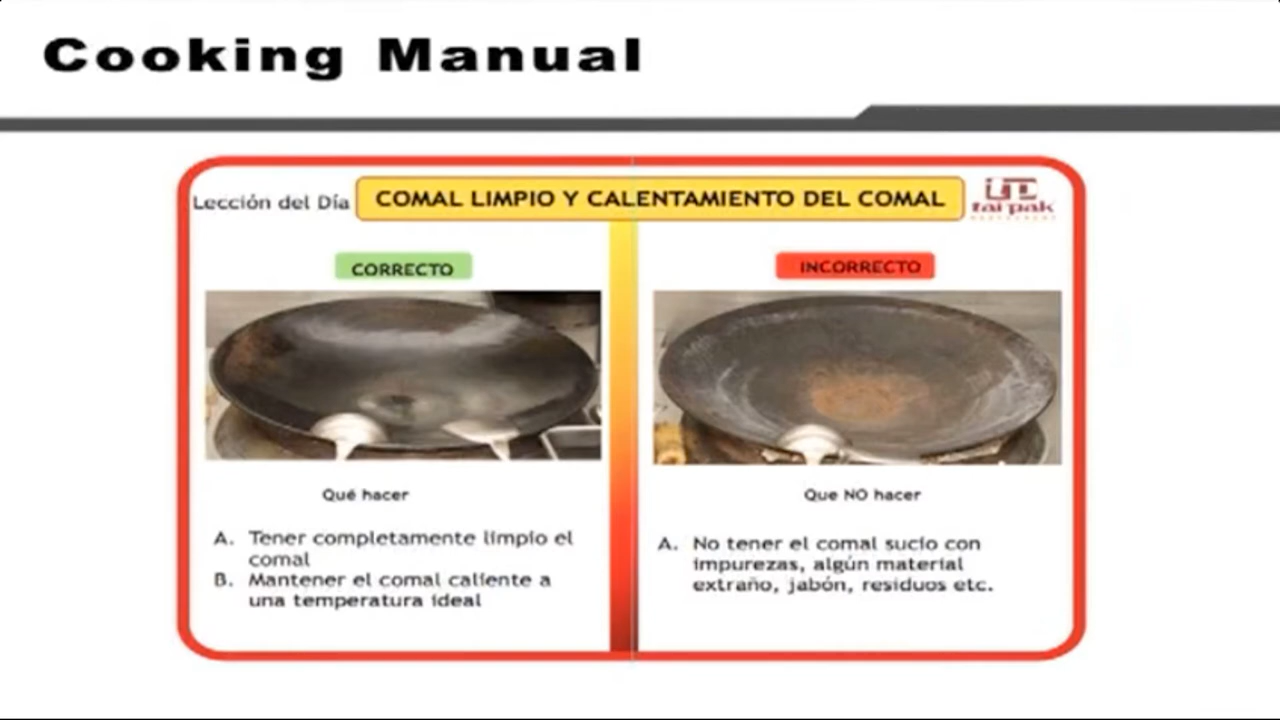 Cooking Manual
Lección del Día
COMAL LIMPIO Y CALENTAMIENTO DEL COMAL
tai pak
CORRECTO
INCORRECTO
Qué hacer
A. Tener completamente limpio el
comal
B. Mantener el comal caliente a
una temperatura ideal
Que NO hacer
A. No tener el comal sucio con
impurezas, algún material
extraño, jabón, residuos etc.